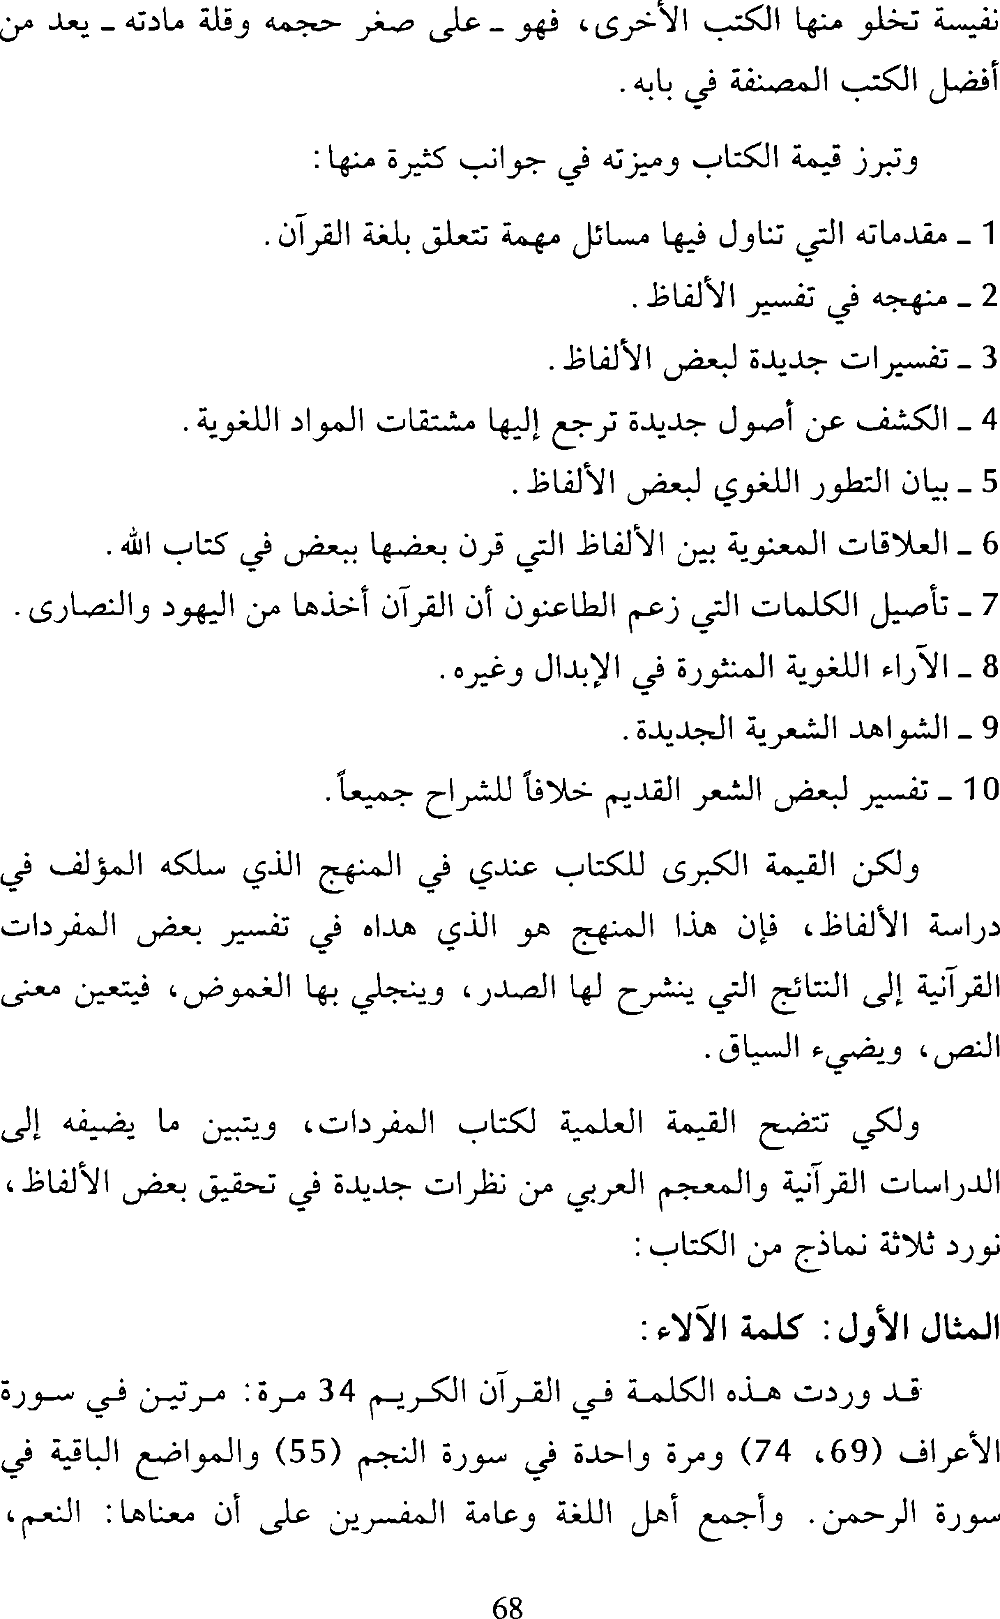 نفيسة تخلو منها الكتب الأخرى، فهو ـ على صغر حجمه وقلة مادته ـ يعد من
أفضل الكتب المصنفة في بابه.
وتبرز قيمة الكتاب وميزته في جوانب كثيرة منها:
1 ـ مقدماته التي تناول فيها مسائل مهمة تتعلق بلغة القرآن.
2 ـ منهجه في تفسير الألفاظ.
3 ـ تفسيرات جديدة لبعض الألفاظ.
4 ـ الكشف عن أصول جديدة ترجع إليها مشتقات المواد اللغوية.
5 ـ بيان التطور اللغوي لبعض الألفاظ.
6 ـ العلاقات المعنوية بين الألفاظ التي قرن بعضها ببعض في كتاب الله.
7 ـ تأصيل الكلمات التي زعم الطاعنون أن القرآن أخذها من اليهود والنصارى.
8 ـ الآراء اللغوية المنثورة في الإبدال وغيره.
9 ـ الشواهد الشعرية الجديدة.
10 ـ تفسير لبعض الشعر القديم خلافاً للشراح جميعاً.
ولكن القيمة الكبرى للكتاب عندي في المنهج الذي سلكه المؤلف في
دراسة الألفاظ، فإن هذا المنهج هو الذي هداه في تفسير بعض المفردات
القرآنية إلى النتائج التي ينشرح لها الصدر، وينجلي بها الغموض، فيتعين معنى
النص، ويضيء السياق.
ولكي تتضح القيمة العلمية لكتاب المفردات، ويتبين ما يضيفه إلى
الدراسات القرآنية والمعجم العربي من نظرات جديدة في تحقيق بعض الألفاظ،
نورد ثلاثة نماذج من الكتاب:
المثال الأول: كلمة الآلاء:
قـد وردت هـذه الكلمـة فـي القـرآن الكـريـم 34 مـرة: مـرتيـن فـي سـورة
الأعراف (69، 74) ومرة واحدة في سورة النجم (55) والمواضع الباقية في
سورة الرحمن. وأجمع أهل اللغة وعامة المفسرين على أن معناها: النعم،
68